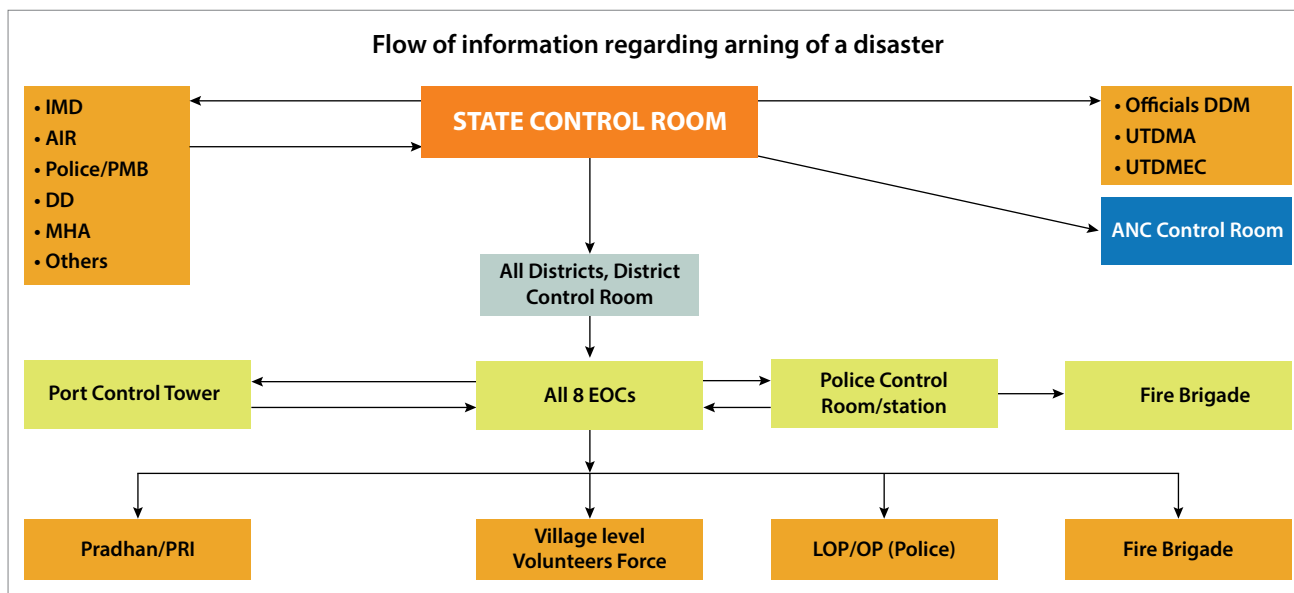 Flow of information regarding arning of a disaster
• IMD
• AIR
• Police/PMB
• DD
• MHA
• Others
STATE CONTROL ROOM
• Officials DDM
• UTDMA
• UTDMEC
ANC Control Room
All Districts, District
Control Room
Port Control Tower
All 8 EOCs
Police Control
Room/station
Fire Brigade
Pradhan/PRI
Village level
Volunteers Force
LOP/OP (Police)
Fire Brigade